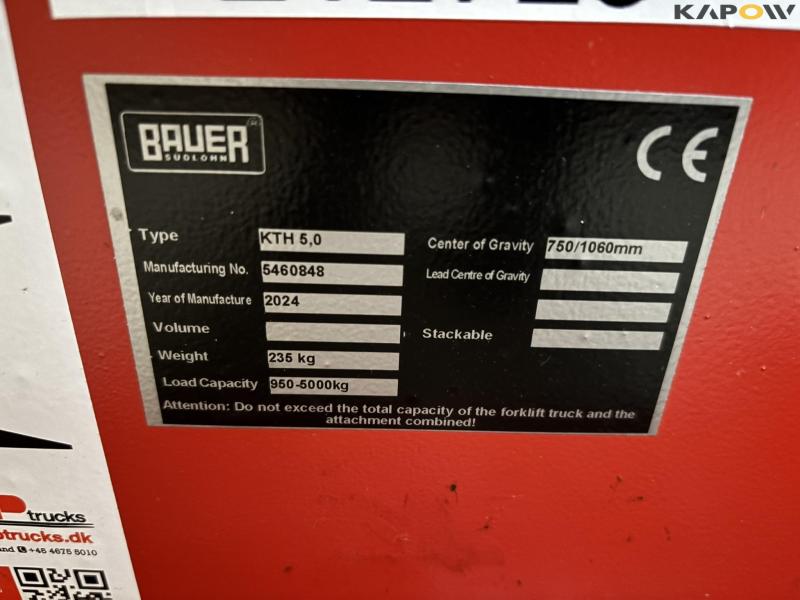 KAPOW
BAUER
SÜDLOHN
CE
Type KTH 5,0
Manufacturing No. 5460848
Year of Manufacture 2024
Volume
Weight 235 kg
Load Capacity 950-5000kg
Center of Gravity 750/1060mm
Lead Centre of Gravity
Stackable
Attention: Do not exceed the total capacity of the forklift truck and the
attachment combined!
trucks
trucks.dk
+45 4675 5010